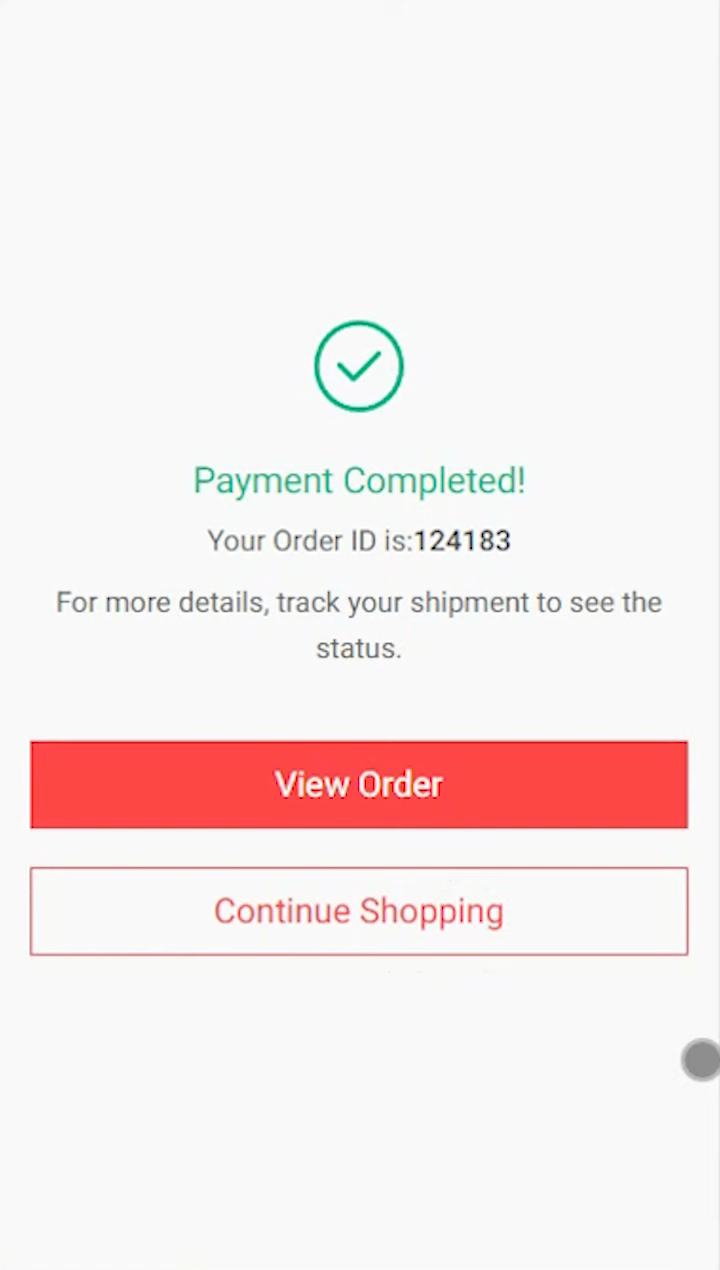 Payment Completed!
Your Order ID is:124183
For more details, track your shipment to see the
status.
View Order
Continue Shopping